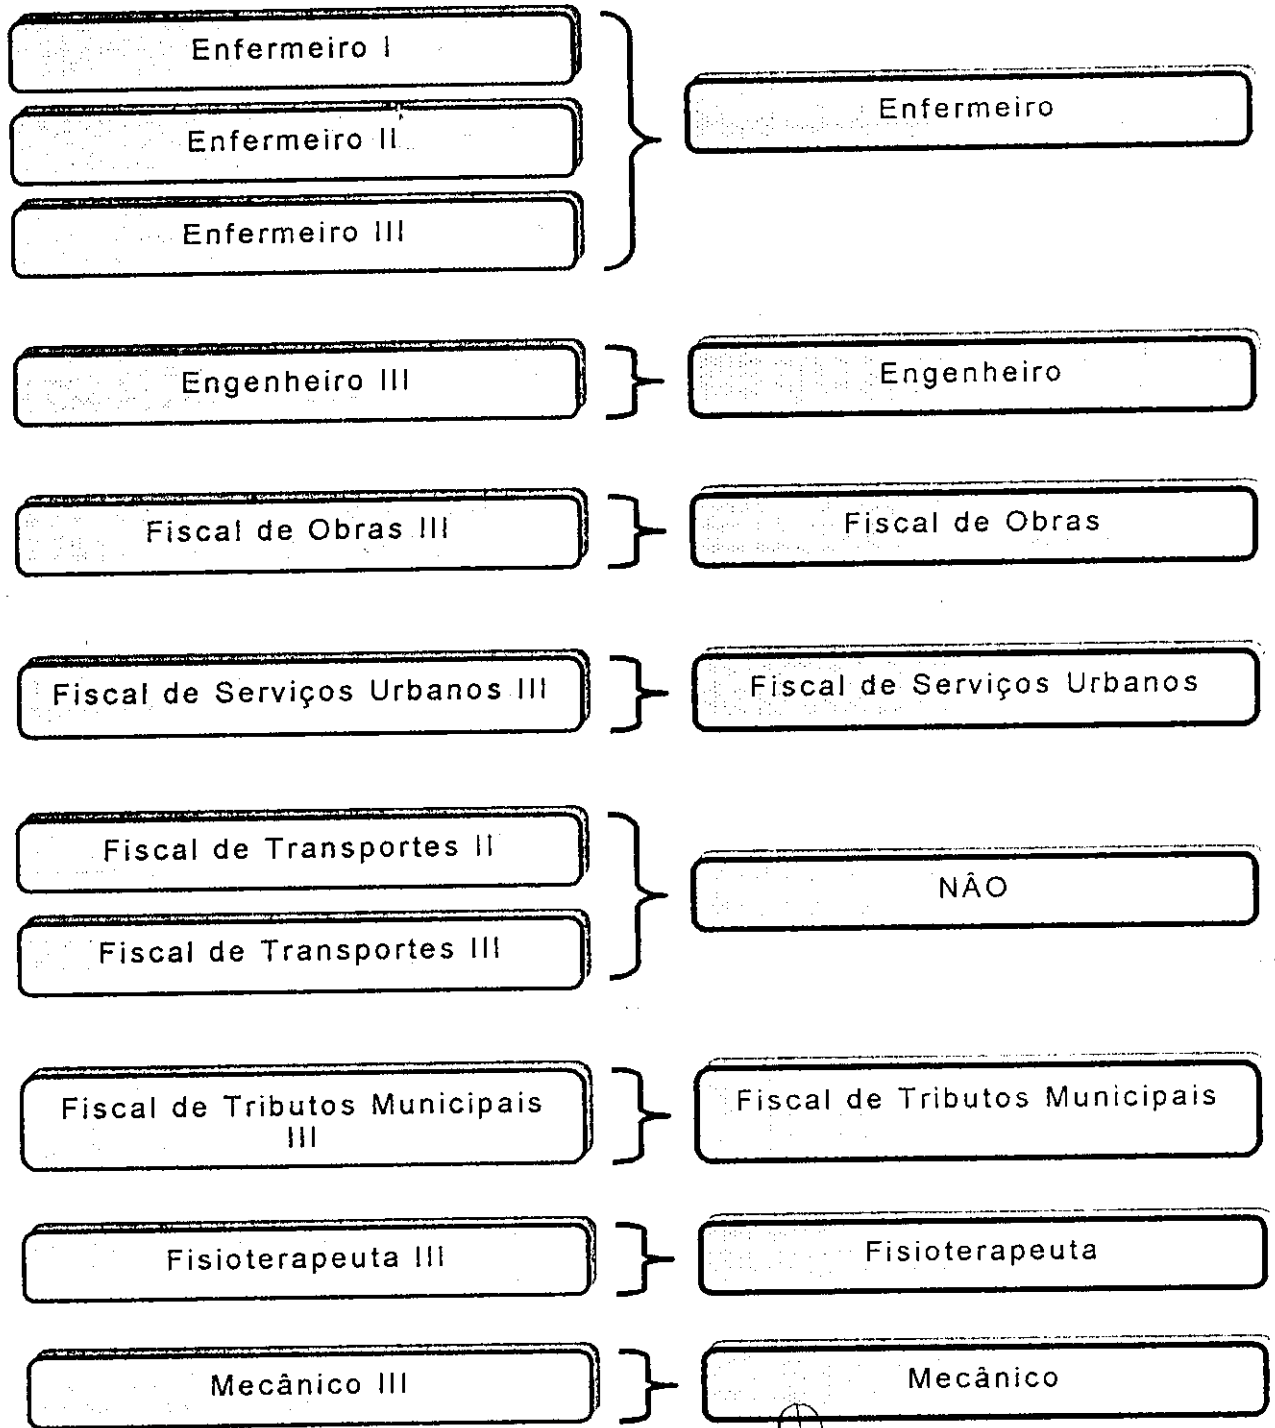 Enfermeiro I
Enfermeiro II
Enfermeiro III
Enfermeiro
Engenheiro III
Engenheiro
Fiscal de Obras III
Fiscal de Obras
Fiscal de Serviços Urbanos III
Fiscal de Serviços Urbanos
Fiscal de Transportes II
Fiscal de Transportes III
NÃO
Fiscal de Tributos Municipais
III
Fiscal de Tributos Municipais
Fisioterapeuta III
Fisioterapeuta
Mecânico III
Mecânico